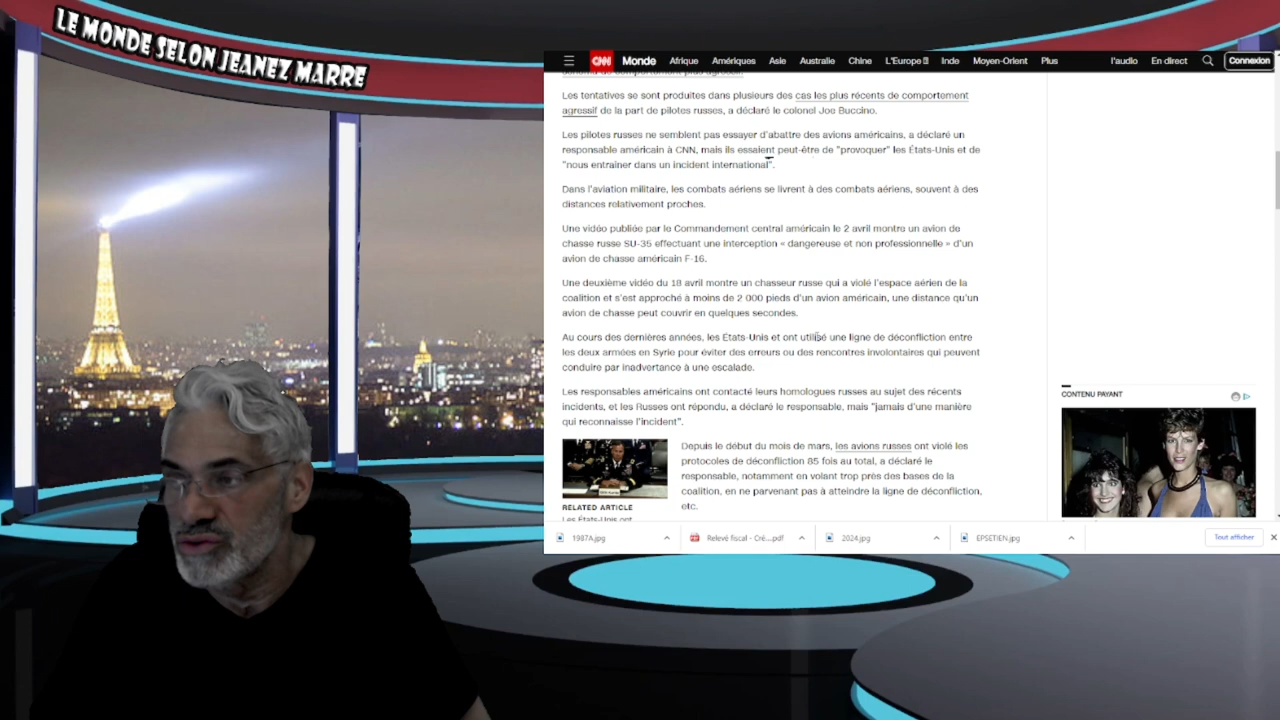 LE MONDE SELON JEANEZ MARRE
CNN Monde Afrique Amériques Asie Australie Chine L'Europe Inde Moyen-Orient Plus l'audio En direct Connexion
Les tentatives se sont produites dans plusieurs des cas les plus récents de comportement
agressif de la part de pilotes russes, a déclaré le colonel Joe Buccino.
Les pilotes russes ne semblent pas essayer d'abattre des avions américains, a déclaré un
responsable américain à CNN, mais ils essaient peut-être de "provoquer" les États-Unis et de
"nous entraîner dans un incident international".
Dans l'aviation militaire, les combats aériens se livrent à des combats aériens, souvent à des
distances relativement proches.
Une vidéo publiée par le Commandement central américain le 2 avril montre un avion de
chasse russe SU-35 effectuant une interception « dangereuse et non professionnelle » d'un
avion de chasse américain F-16.
Une deuxième vidéo du 18 avril montre un chasseur russe qui a violé l'espace aérien de la
coalition et s'est approché à moins de 2 000 pieds d'un avion américain, une distance qu'un
avion de chasse peut couvrir en quelques secondes.
Au cours des dernières années, les États-Unis et ont utilisé une ligne de déconfliction entre
les deux armées en Syrie pour éviter des erreurs ou des rencontres involontaires qui peuvent
conduire par inadvertance à une escalade.
Les responsables américains ont contacté leurs homologues russes au sujet des récents
incidents, et les Russes ont répondu, a déclaré le responsable, mais "jamais d'une manière
qui reconnaisse l'incident".
Depuis le début du mois de mars, les avions russes ont violé les
protocoles de déconfliction 85 fois au total, a déclaré le
responsable, notamment en volant trop près des bases de la
coalition, en ne parvenant pas à atteindre la ligne de déconfliction,
etc.
RELATED ARTICLE
Les États-Unis ont
CONTENU PAYANT
1987A.jpg
Relevé fiscal - Cré....pdf
2024.jpg
EPSETIEN.jpg
Tout afficher